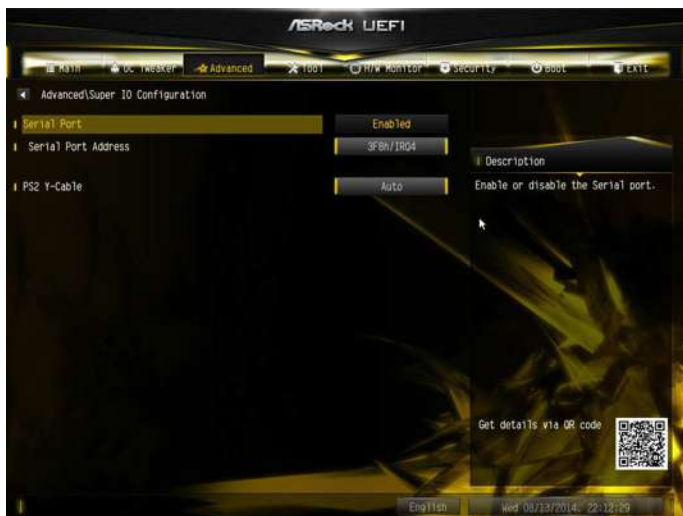 ASRock UEFI
Main OC Tweaker Advanced Tool H/W Monitor Security Boot Exit
Advanced\Super IO Configuration
Serial Port Enabled
Serial Port Address 3F8h/IRQ4
PS2 Y-Cable Auto
Description
Enable or disable the Serial port.
Get details via QR code
English Wed 08/13/2014. 22:12:29